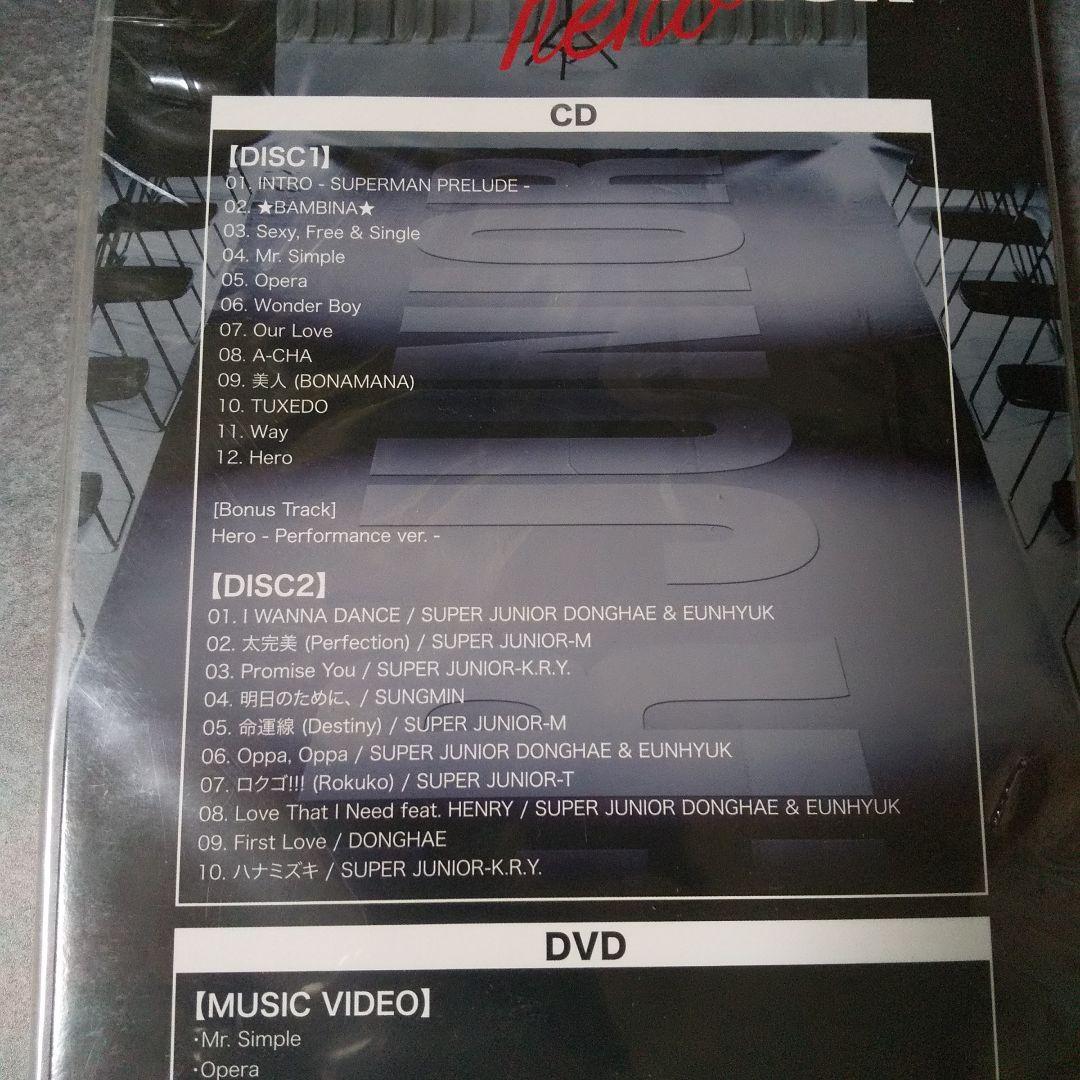 hero
CD
【DISC1】
01. INTRO - SUPERMAN PRELUDE -
02. ★BAMBINA★
03. Sexy, Free & Single
04. Mr. Simple
05. Opera
06. Wonder Boy
07. Our Love
08. A-CHA
09. 美人 (BONAMANA)
10. TUXEDO
11. Way
12. Hero
[Bonus Track]
Hero - Performance ver. -
【DISC2】
01. I WANNA DANCE / SUPER JUNIOR DONGHAE & EUNHYUK
02. 太完美 (Perfection) / SUPER JUNIOR-M
03. Promise You / SUPER JUNIOR-K.R.Y.
04. 明日のために、 / SUNGMIN
05. 命運線 (Destiny) / SUPER JUNIOR-M
06. Oppa, Oppa / SUPER JUNIOR DONGHAE & EUNHYUK
07. ロクゴ!!! (Rokuko) / SUPER JUNIOR-T
08. Love That I Need feat. HENRY / SUPER JUNIOR DONGHAE & EUNHYUK
09. First Love / DONGHAE
10. ハナミズキ / SUPER JUNIOR-K.R.Y.
DVD
【MUSIC VIDEO】
・Mr. Simple
・Opera